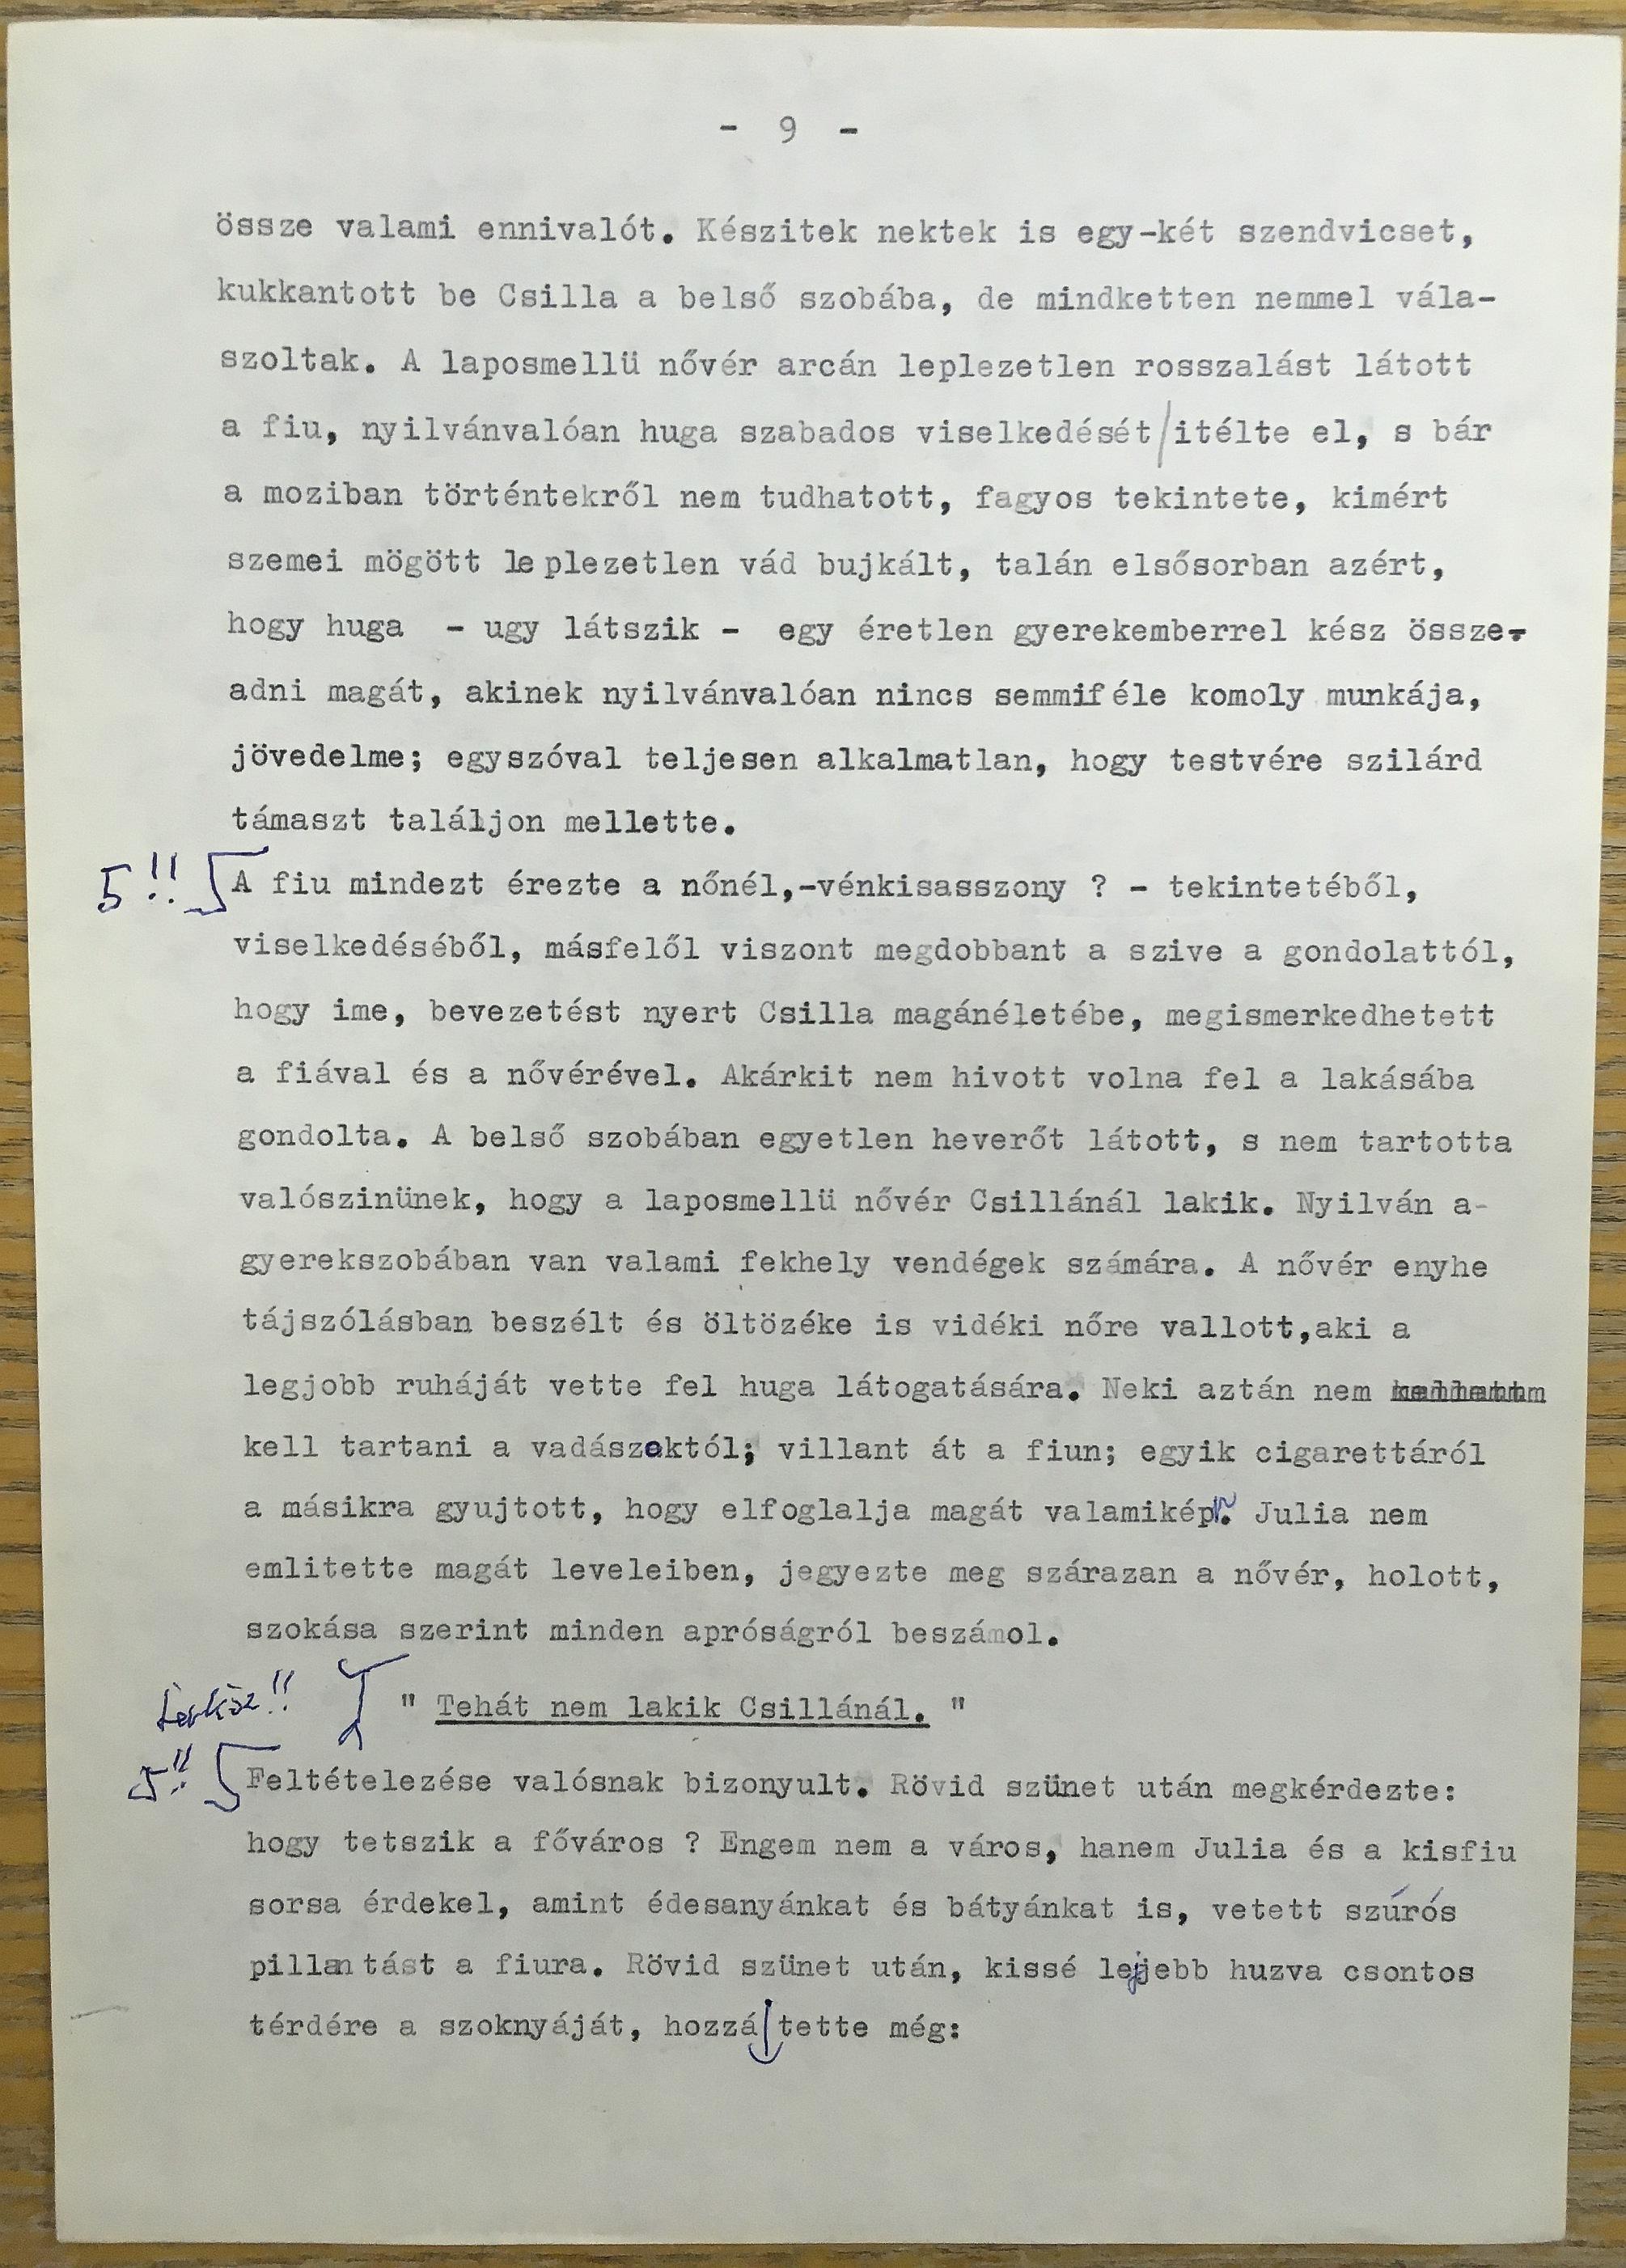 - 9 -
össze valami ennivalót. Készitek nektek is egy-két szendvicset,
kukkantott be Csilla a belső szobába, de mindketten nemmel vála-
szoltak. A laposmellü nővér arcán leplezetlen rosszalást látott
a fiu, nyilvánvalóan huga szabados viselkedését/itélte el, s bár
a moziban történtekről nem tudhatott, fagyos tekintete, kimért
szemei mögött leplezetlen vád bujkált, talán elsősorban azért,
hogy huga - ugy látszik - egy éretlen gyerekemberrel kész össze-
adni magát, akinek nyilvánvalóan nincs semmiféle komoly munkája,
jövedelme; egyszóval teljesen alkalmatlan, hogy testvére szilárd
támaszt találjon mellette.
5!! A fiu mindezt érezte a nőnél,-vénkisasszony ? - tekintetéből,
viselkedéséből, másfelől viszont megdobbant a szive a gondolattól,
hogy ime, bevezetést nyert Csilla magánéletébe, megismerkedhetett
a fiával és a nővérével. Akárkit nem hivott volna fel a lakásába
gondolta. A belső szobában egyetlen heverőt látott, s nem tartotta
valószinünek, hogy a laposmellü nővér Csillánál lakik. Nyilván a-
gyerekszobában van valami fekhely vendégek számára. A nővér enyhe
tájszólásban beszélt és öltözéke is vidéki nőre vallott,aki a
legjobb ruháját vette fel huga látogatására. Neki aztán nem
kell tartani a vadászoktól; villant át a fiun; egyik cigarettáról
a másikra gyujtott, hogy elfoglalja magát valamikép. Julia nem
emlitette magát leveleiben, jegyezte meg szárazan a nővér, holott,
szokása szerint minden apróságról beszámol.
" Tehát nem lakik Csillánál. "
5!! Feltételezése valósnak bizonyult. Rövid szünet után megkérdezte:
hogy tetszik a főváros ? Engem nem a város, hanem Julia és a kisfiu
sorsa érdekel, amint édesanyánkat és bátyánkat is, vetett szúrós
pillantást a fiura. Rövid szünet után, kissé lejjebb huzva csontos
térdére a szoknyáját, hozzátette még: